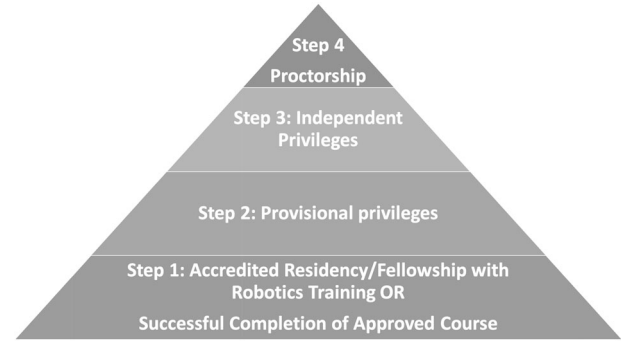 Step 4
Proctorship
Step 3: Independent
Privileges
Step 2: Provisional privileges
Step 1: Accredited Residency/Fellowship with
Robotics Training OR
Successful Completion of Approved Course